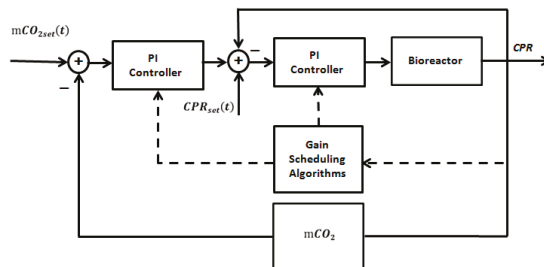 mCO2set(t)
+
−
PI
Controller
−
+
CPRset(t)
PI
Controller
Bioreactor
CPR
Gain
Scheduling
Algorithms
mCO2